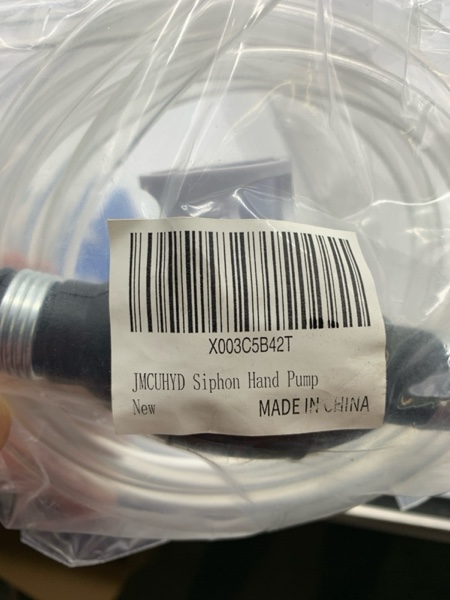 X003C5B42T
JMCUHYD Siphon Hand Pump
New
MADE IN CHINA